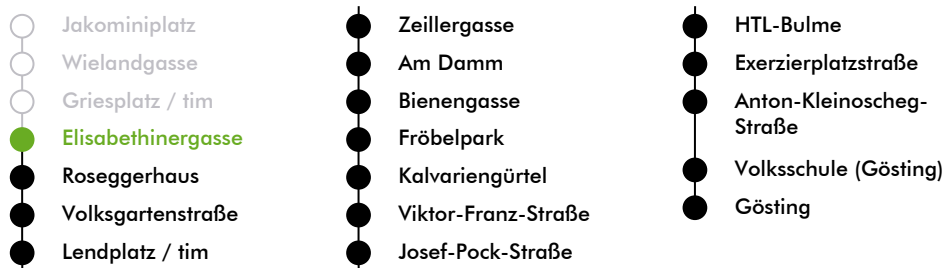 Jakominiplatz
Wielandgasse
Griesplatz / tim
Elisabethinergasse
Roseggerhaus
Volksgartenstraße
Lendplatz / tim
Zeillergasse
Am Damm
Bienengasse
Fröbelpark
Kalvariengürtel
Viktor-Franz-Straße
Josef-Pock-Straße
HTL-Bulme
Exerzierplatzstraße
Anton-Kleinoscheg-
Straße
Volksschule (Gösting)
Gösting